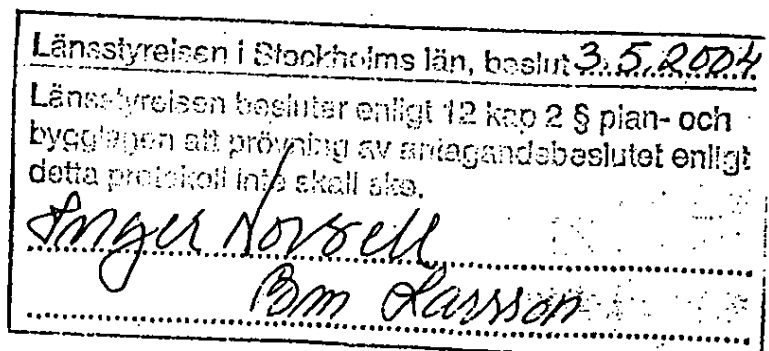 Länsstyrelsen i Stockholms län, beslut 3.5.2004
Länsstyrelsen beslutar enligt 12 kap 2 § plan- och
bygglagen att prövning av antagandebeslutet enligt
detta protokoll inte skall ske.
Inger Norsell
Larsson